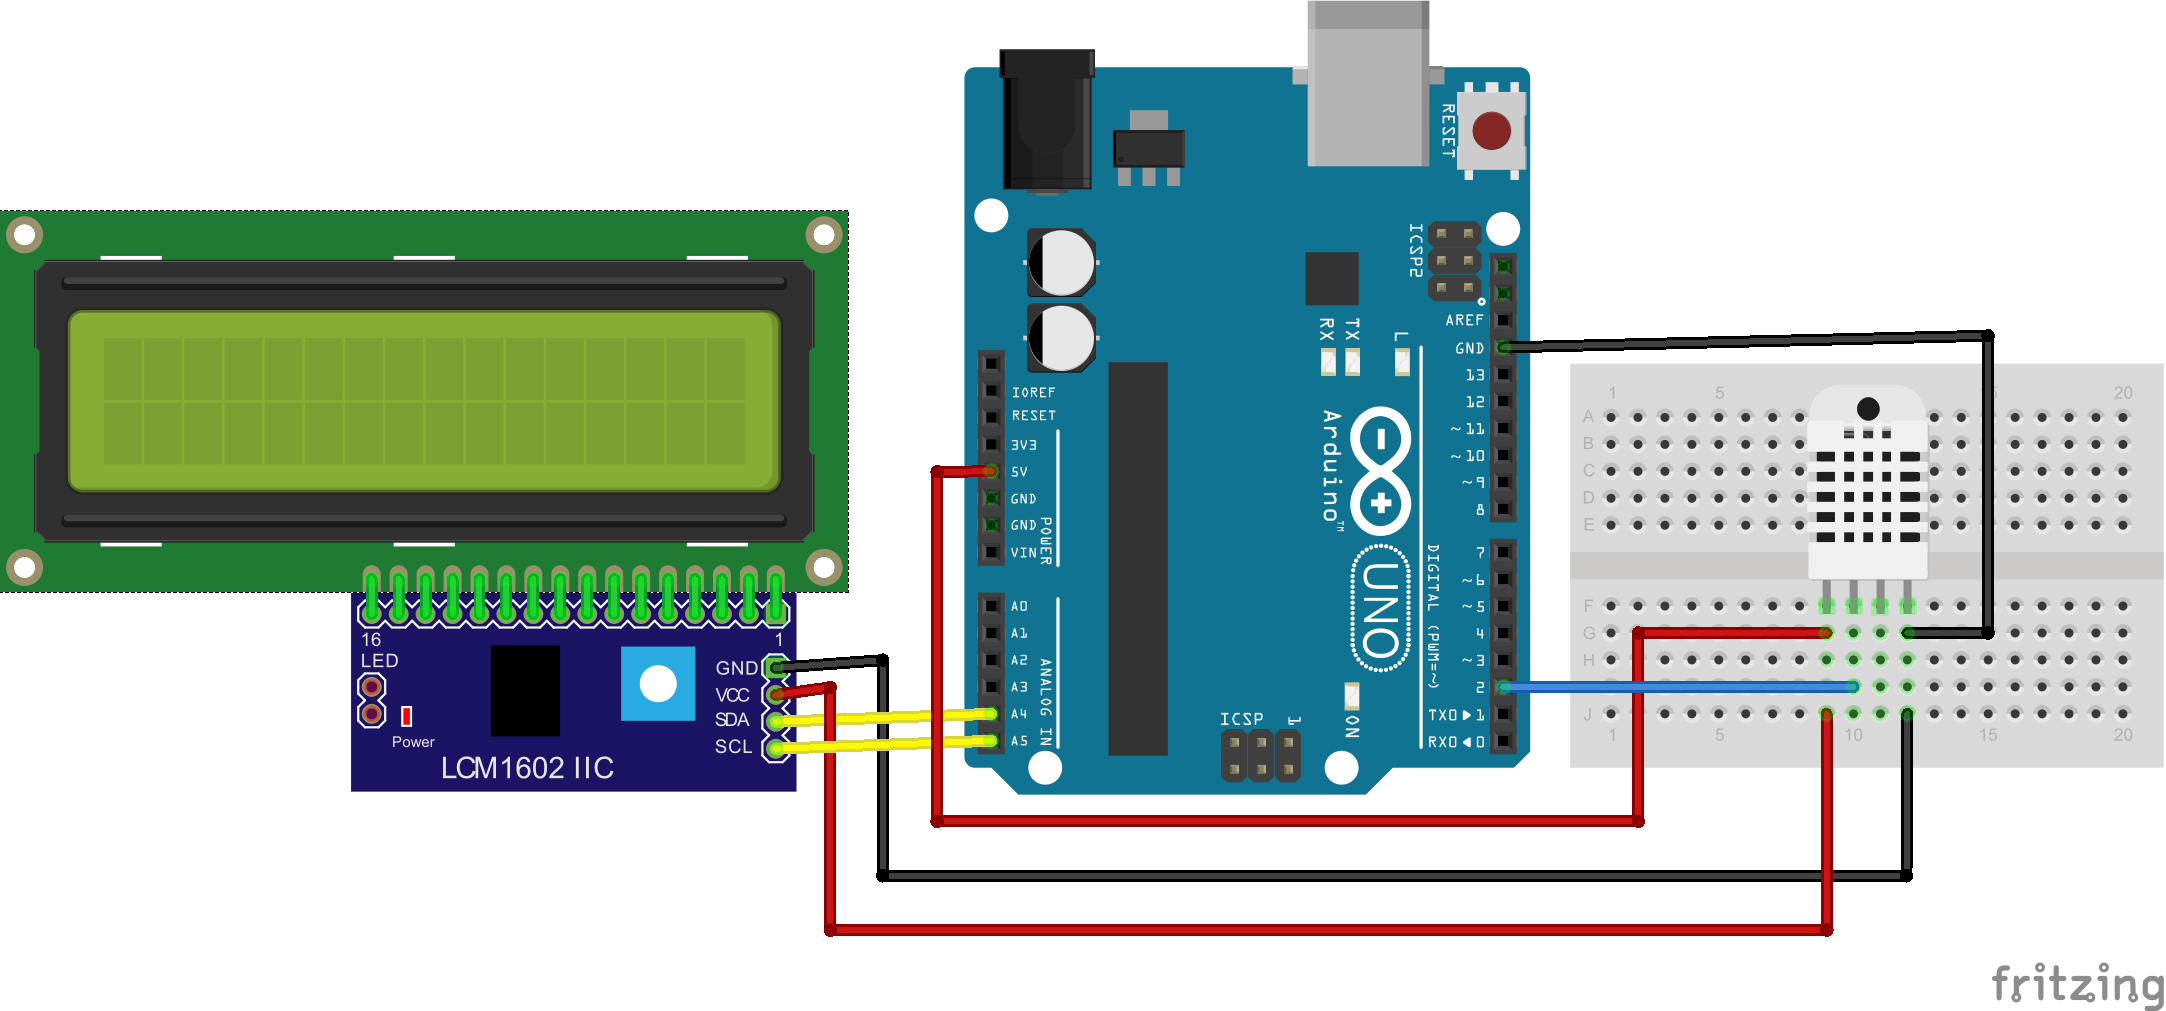 16
1
LED
GND
VCC
SDA
SCL
Power
LCM1602 IIC
RESET
ICSP2
AREF
GND
13
12
~11
~10
~9
8
7
~6
~5
4
~3
2
TX0▶1
RX0◀0
RX
TX
L
IOREF
RESET
3V3
5V
GND
GND
VIN
POWER
A0
A1
A2
A3
A4
A5
ANALOG IN
Arduino™
UNO
DIGITAL (PWM=~)
ICSP
1
ON
1
5
20
A
B
C
D
E
F
G
H
I
J
1
5
10
15
20
fritzing